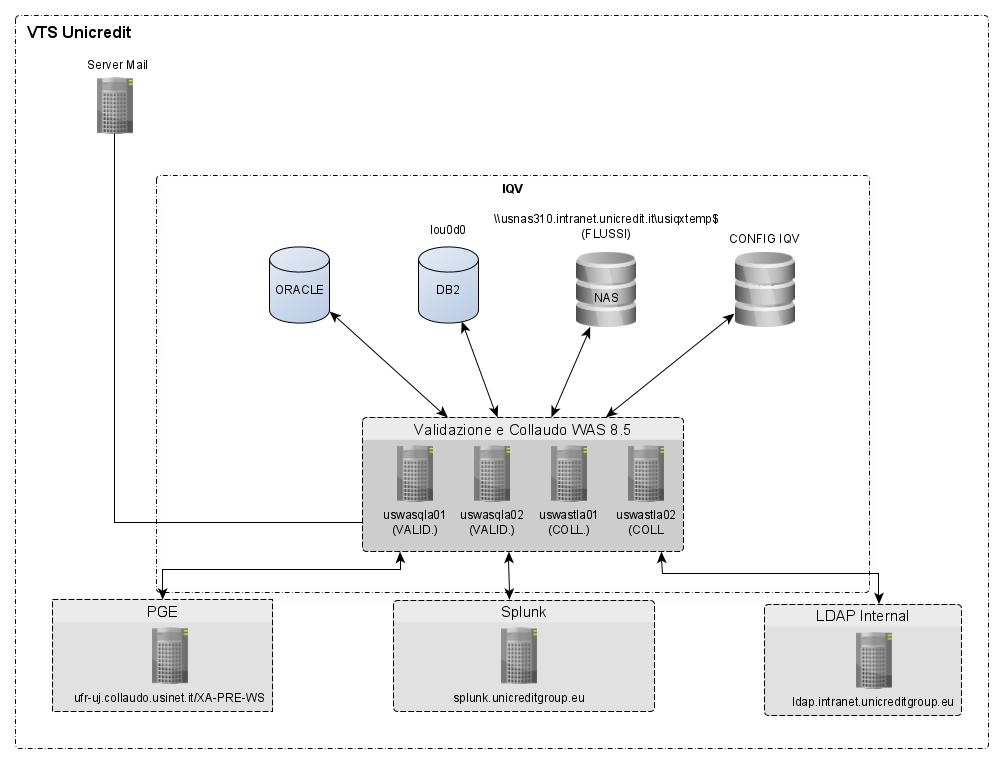 VTS Unicredit
Server Mail
IQV
\\usnas310.intranet.unicredit.it\usiqxtemp$
(FLUSSI)
lou0d0
CONFIG IQV
ORACLE
DB2
NAS
Validazione e Collaudo WAS 8.5
uswasqla01
(VALID.)
uswasqla02
(VALID.)
uswastla01
(COLL.)
uswastla02
(COLL
PGE
ufr-uj.collaudo.usinet.it/XA-PRE-WS
Splunk
splunk.unicreditgroup.eu
LDAP Internal
ldap.intranet.unicreditgroup.eu